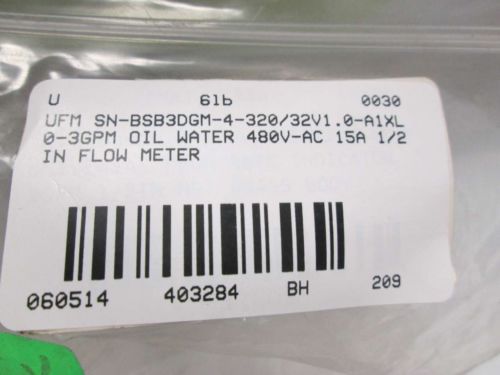 U 6lb 0030
UFM SN-BSB3DGM-4-320/32V1.0-A1XL
0-3GPM OIL WATER 480V-AC 15A 1/2
IN FLOW METER
060514 403284 BH 209